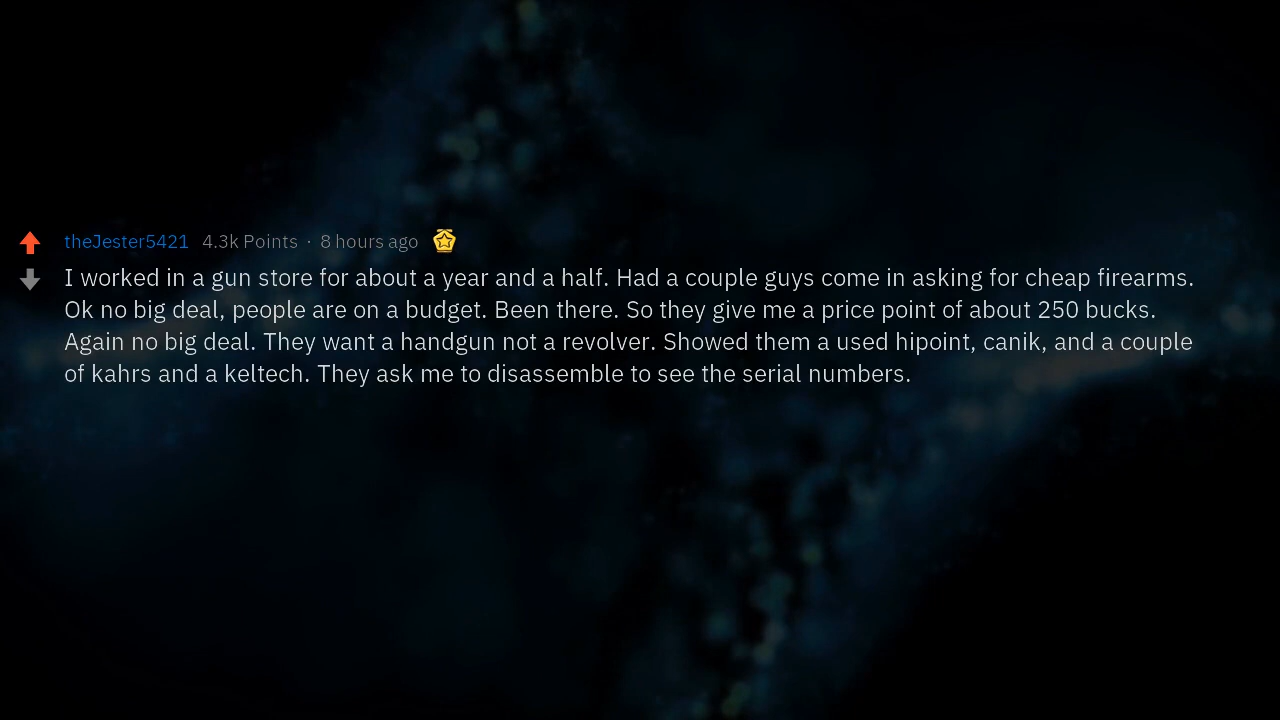 theJester5421 4.3k Points · 8 hours ago
I worked in a gun store for about a year and a half. Had a couple guys come in asking for cheap firearms.
Ok no big deal, people are on a budget. Been there. So they give me a price point of about 250 bucks.
Again no big deal. They want a handgun not a revolver. Showed them a used hipoint, canik, and a couple
of kahrs and a keltech. They ask me to disassemble to see the serial numbers.